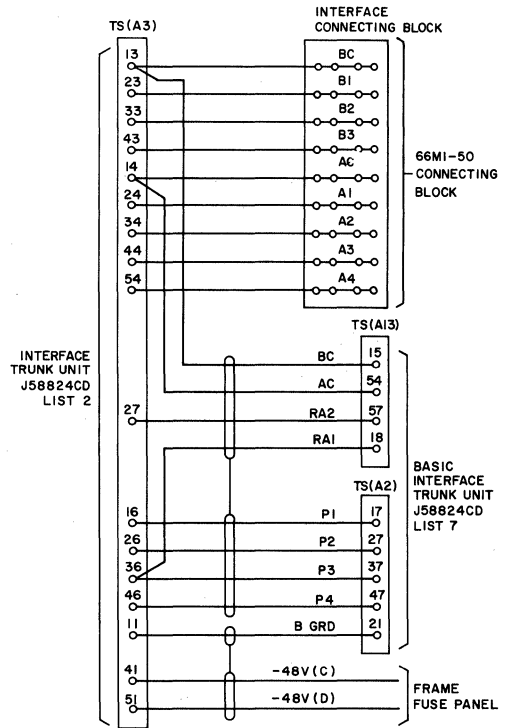 INTERFACE
CONNECTING BLOCK
TS(A3)
13
BC
23
B1
33
B2
43
B3
14
AC
24
A1
34
A2
44
A3
54
A4
66M1-50
CONNECTING
BLOCK
TS(A13)
INTERFACE
TRUNK UNIT
J58824CD
LIST 2
BC
15
AC
54
27
RA2
57
RA1
18
BASIC
INTERFACE
TRUNK UNIT
J58824CD
LIST 7
TS(A2)
16
P1
17
26
P2
27
36
P3
37
46
P4
47
11
B GRD
21
41
-48V(C)
51
-48V(D)
FRAME
FUSE PANEL